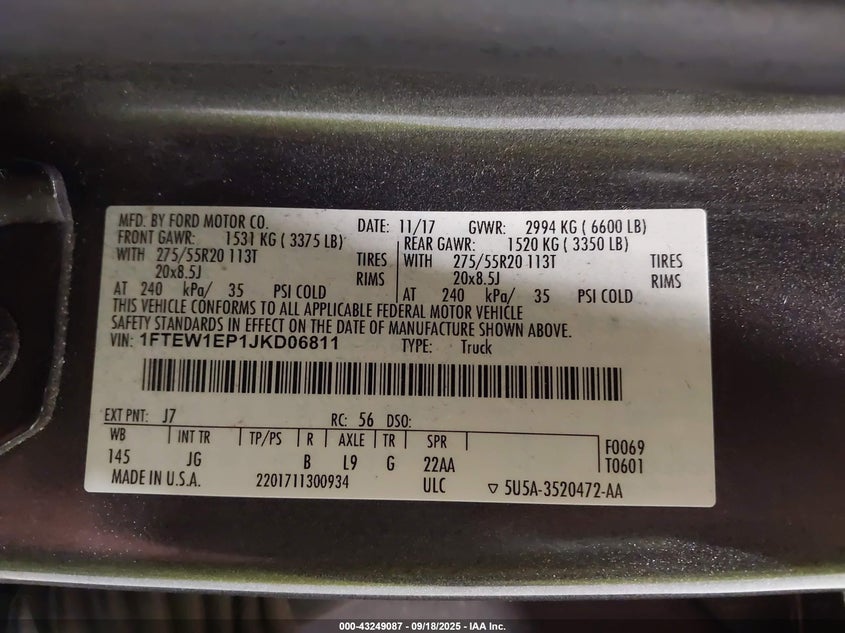 MFD. BY FORD MOTOR CO. DATE: 11/17 GVWR: 2994 KG ( 6600 LB)
FRONT GAWR: 1531 KG ( 3375 LB) REAR GAWR: 1520 KG ( 3350 LB)
WITH 275/55R20 113T TIRES WITH 275/55R20 113T TIRES
20x8.5J RIMS 20x8.5J RIMS
AT 240 kPa/ 35 PSI COLD AT 240 kPa/ 35 PSI COLD
THIS VEHICLE CONFORMS TO ALL APPLICABLE FEDERAL MOTOR VEHICLE
SAFETY STANDARDS IN EFFECT ON THE DATE OF MANUFACTURE SHOWN ABOVE.
VIN: 1FTEW1EP1JKD06811 TYPE: Truck
EXT PNT: J7 RC: 56 DSO:
WB INT TR TP/PS R AXLE TR SPR F0069
145 JG B L9 G 22AA T0601
MADE IN U.S.A. 2201711300934 ULC ▽ 5U5A-3520472-AA
000-43249087 - 09/18/2025 - IAA Inc.